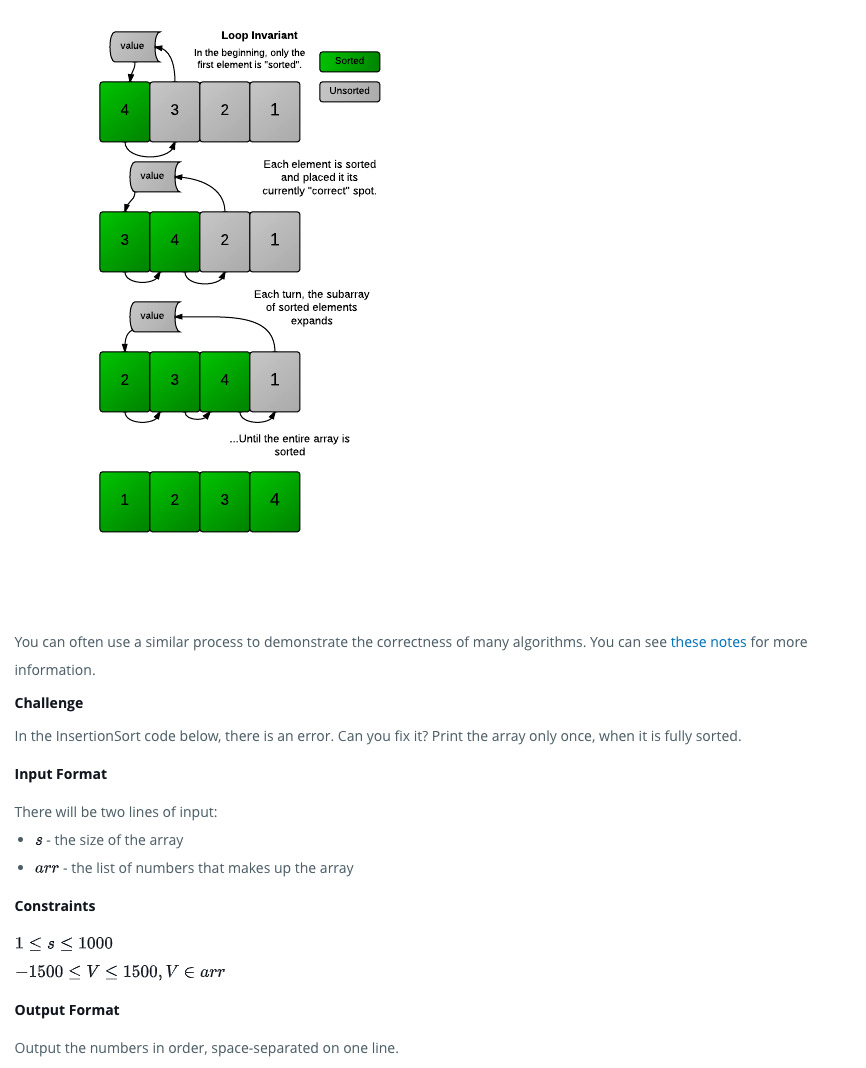 Loop Invariant
value
In the beginning, only the
first element is "sorted".
Sorted
Unsorted
4 3 2 1
Each element is sorted
and placed it its
currently "correct" spot.
value
3 4 2 1
Each turn, the subarray
of sorted elements
expands
value
2 3 4 1
...Until the entire array is
sorted
1 2 3 4
You can often use a similar process to demonstrate the correctness of many algorithms. You can see these notes for more
information.
Challenge
In the InsertionSort code below, there is an error. Can you fix it? Print the array only once, when it is fully sorted.
Input Format
There will be two lines of input:
• s - the size of the array
• arr - the list of numbers that makes up the array
Constraints
1 ≤ s ≤ 1000
−1500 ≤ V ≤ 1500, V ∈ arr
Output Format
Output the numbers in order, space-separated on one line.